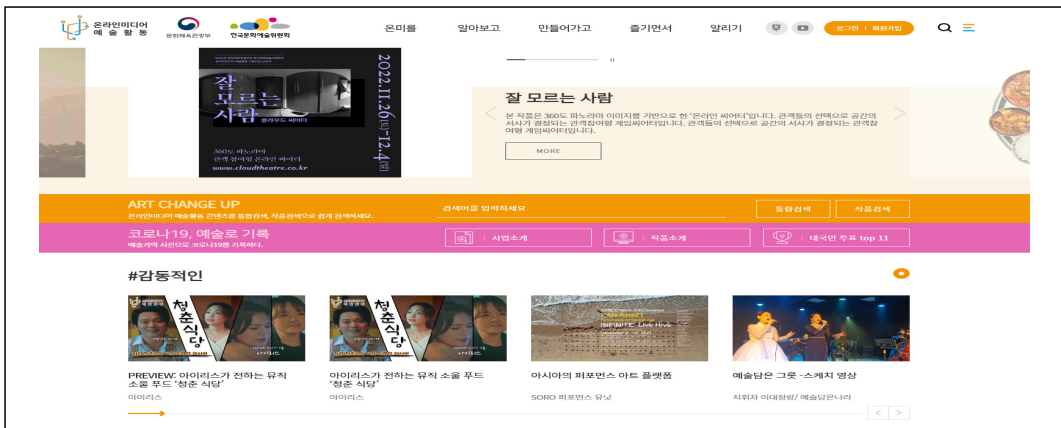 온라인미디어
예술활동
문화체육관광부
한국문화예술위원회
온미를
알아보고
만들어가고
즐기면서
알리기
로그인 | 회원가입
잘
모르는
사람
클라우드 씨어터
360도 파노라마
관객 참여형 온라인 씨어터
www.cloudtheatre.co.kr
2022.11.26(토)-12.4(일)
잘 모르는 사람
본 작품은 360도 파노라마 이미지를 기반으로 한 '온라인 씨어터'입니다. 관객들의 선택으로 공간의
서사가 결정되는 관객참여형 게임씨어터입니다. 관객들의 선택으로 공간의 서사가 결정되는 관객참
여형 게임씨어터입니다.
MORE
ART CHANGE UP
온라인미디어 예술활동 콘텐츠를 통합검색, 작품검색으로 쉽게 검색하세요.
검색어를 입력하세요
통합검색
작품검색
코로나19, 예술로 기록
예술가의 시선으로 코로나19를 기록하다.
사업소개
작품소개
대국민 투표 top 11
#감동적인
청춘식당
아이리스
청춘식당
아이리스
INFINITE: Live Hive
PREVIEW: 아이리스가 전하는 뮤직
소울 푸드 '청춘 식당'
아이리스
아이리스가 전하는 뮤직 소울 푸드
'청춘 식당'
아이리스
아시아의 퍼포먼스 아트 플랫폼
SORO 퍼포먼스 유닛
예술담은 그릇 -스케치 영상
지휘자 이대정람/ 예술담은나라